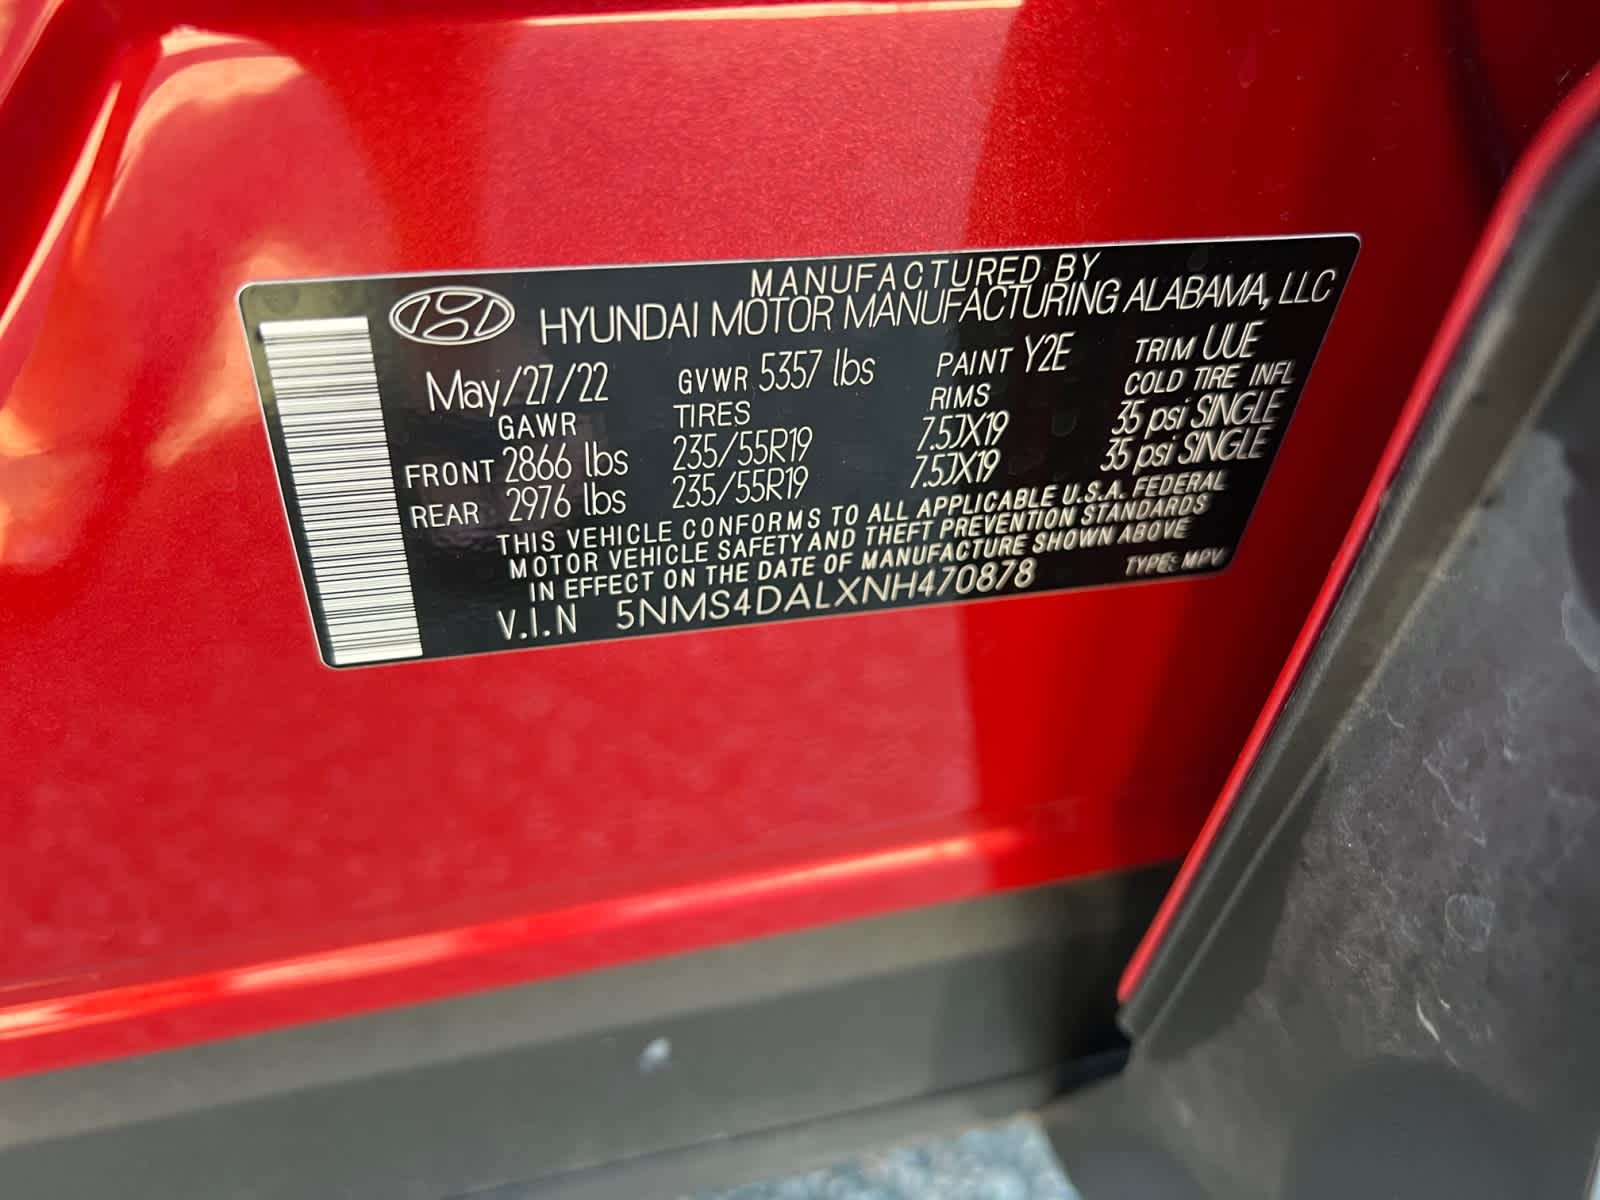 MANUFACTURED BY
HYUNDAI MOTOR MANUFACTURING ALABAMA, LLC
May/27/22 GVWR 5357 lbs PAINT Y2E TRIM UUE
GAWR TIRES RIMS COLD TIRE INFL
FRONT 2866 lbs 235/55R19 7.5JX19 35 psi SINGLE
REAR 2976 lbs 235/55R19 7.5JX19 35 psi SINGLE
THIS VEHICLE CONFORMS TO ALL APPLICABLE U.S.A. FEDERAL
MOTOR VEHICLE SAFETY AND THEFT PREVENTION STANDARDS
IN EFFECT ON THE DATE OF MANUFACTURE SHOWN ABOVE
V.I.N 5NMS4DALXNH470878 TYPE: MPV